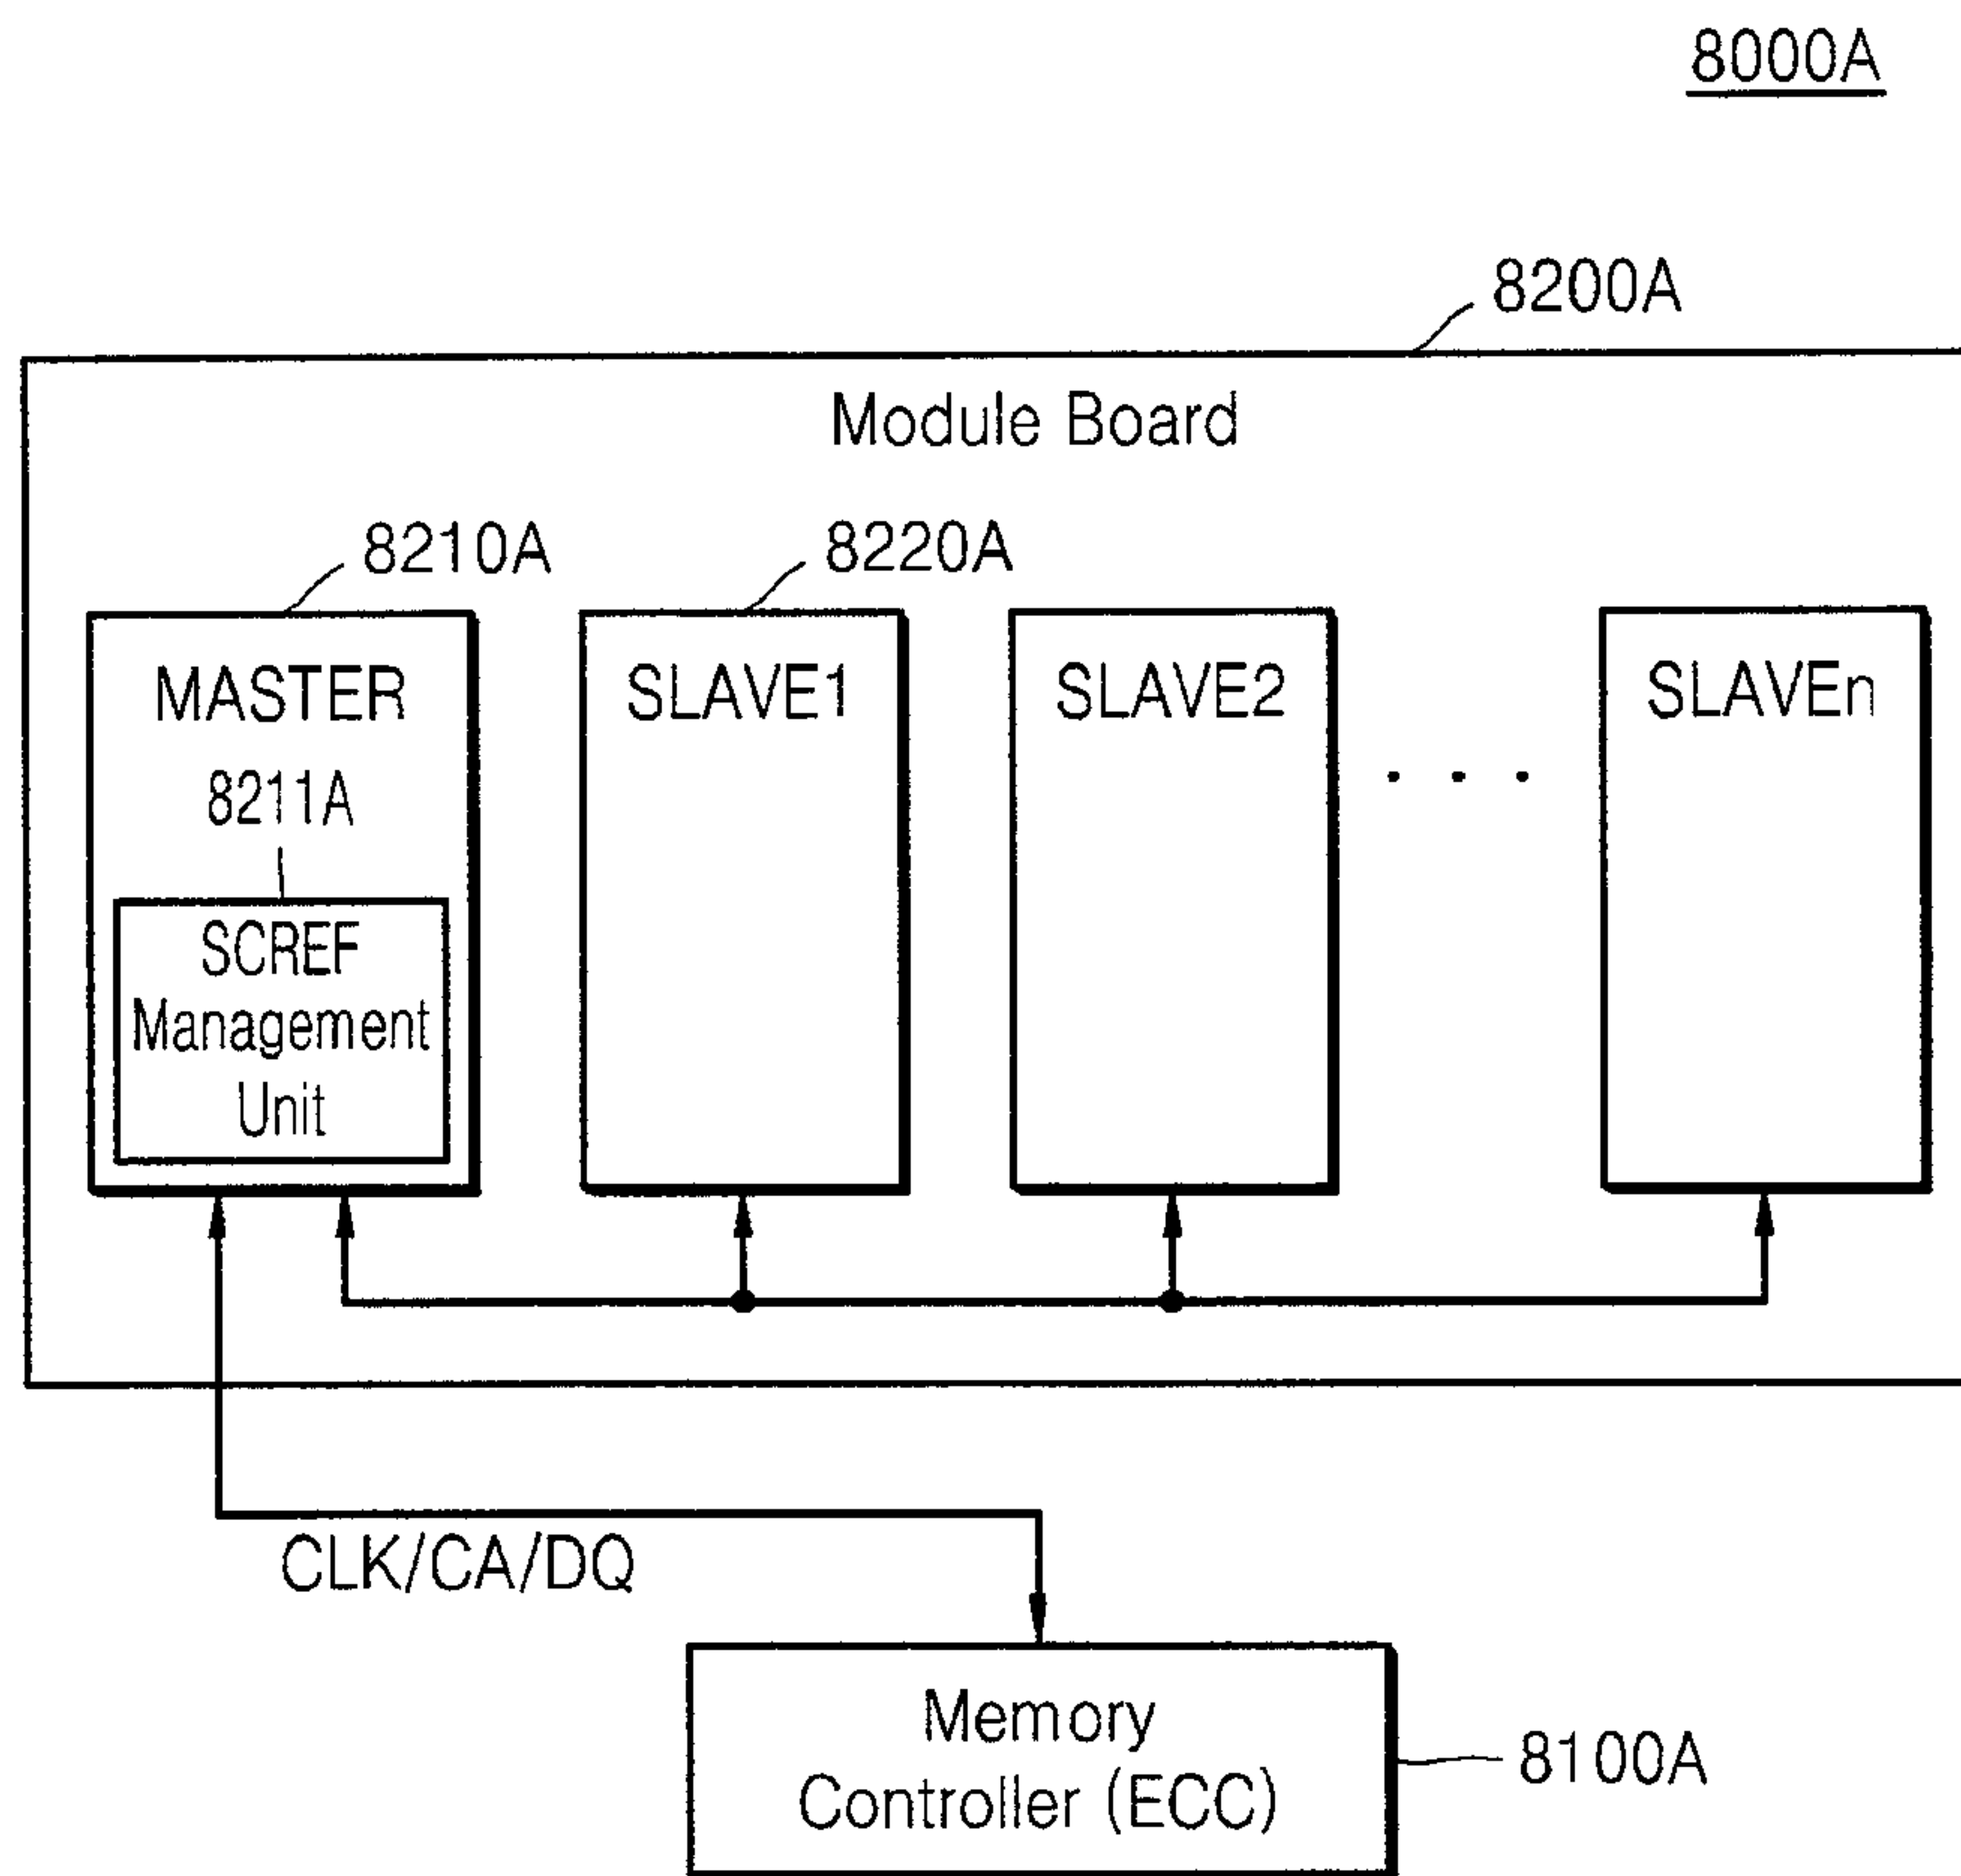 8000A
8200A
Module Board
8210A
8220A
MASTER
8211A
SCREF
Management
Unit
SLAVE1
SLAVE2
. . .
SLAVEn
CLK/CA/DQ
Memory
Controller (ECC)
8100A